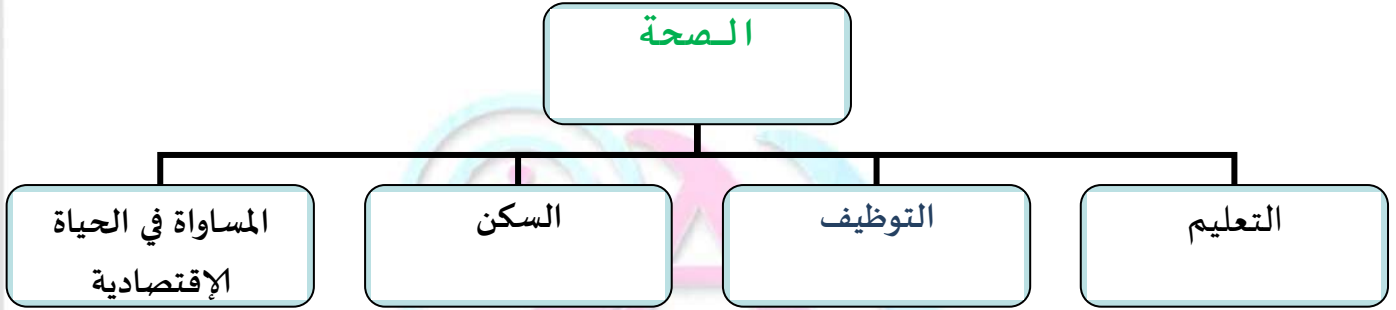 الـصحة
التعليم
التوظيف
السكن
المساواة في الحياة
الإقتصادية